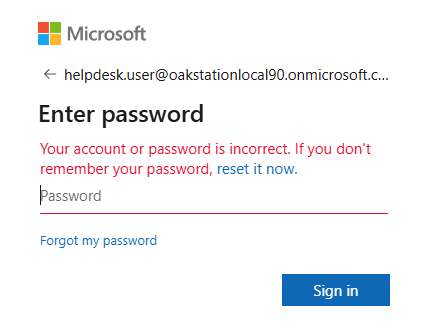 Microsoft
helpdesk.user@oakstationlocal90.onmicrosoft.c...
Enter password
Your account or password is incorrect. If you don't
remember your password, reset it now.
Password
Forgot my password
Sign in